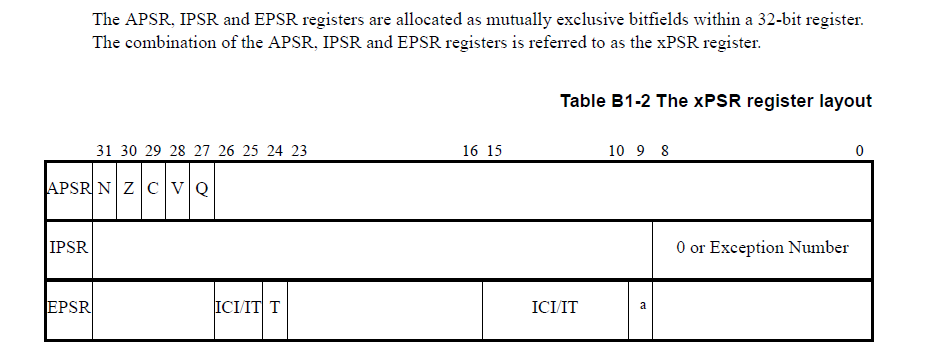 The APSR, IPSR and EPSR registers are allocated as mutually exclusive bitfields within a 32-bit register.
The combination of the APSR, IPSR and EPSR registers is referred to as the xPSR register.
Table B1-2 The xPSR register layout
31 30 29 28 27 26 25 24 23 16 15 10 9 8 0
APSR N Z C V Q
IPSR 0 or Exception Number
EPSR ICI/IT T ICI/IT a